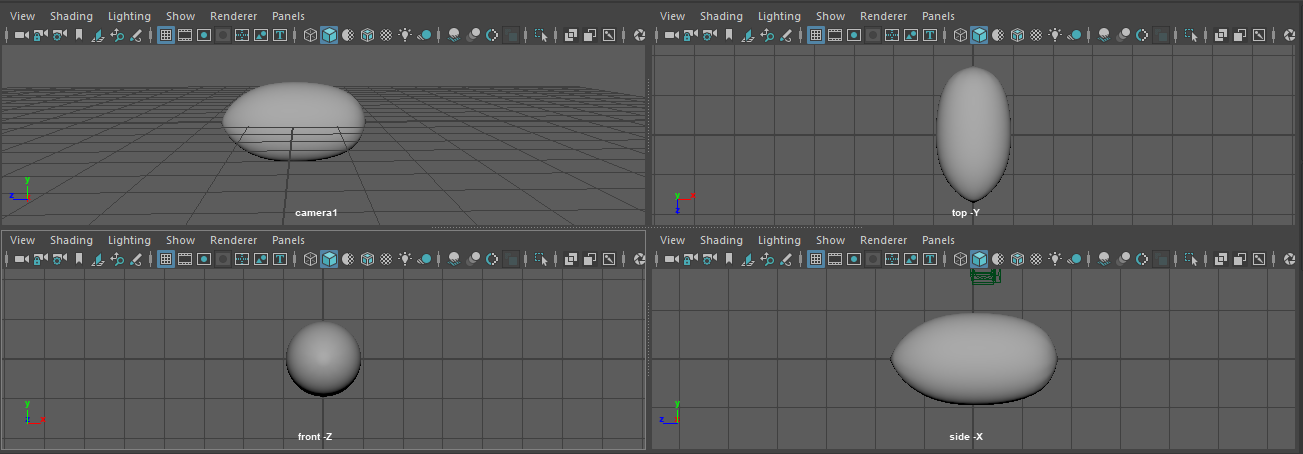 View Shading Lighting Show Renderer Panels
y
z
camera1
View Shading Lighting Show Renderer Panels
T
y
x
z
top -Y
View Shading Lighting Show Renderer Panels
T
y
z x
front -Z
View Shading Lighting Show Renderer Panels
T
y
z
side -X